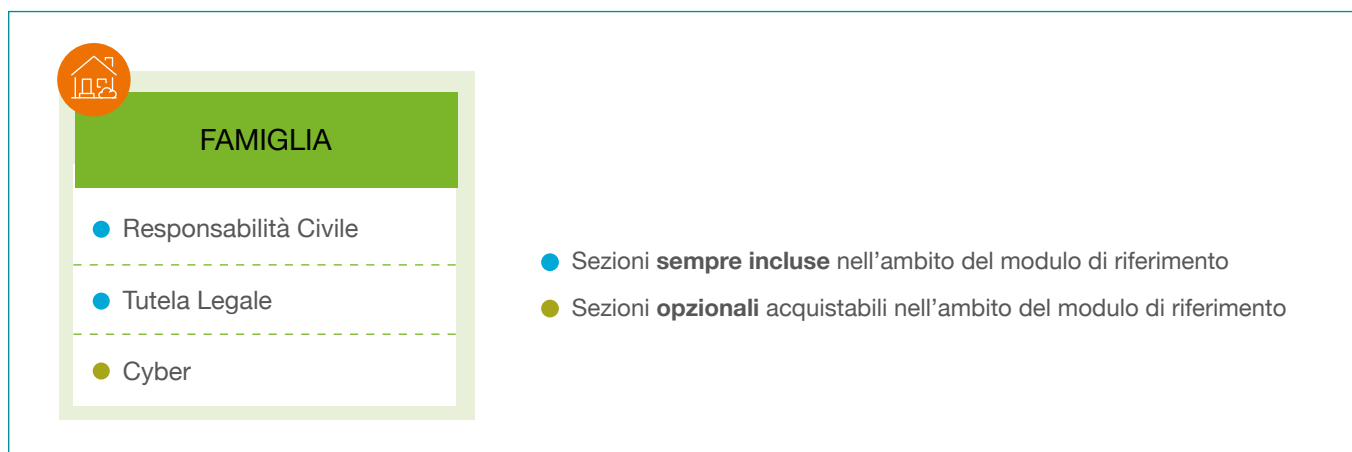 FAMIGLIA
Responsabilità Civile
Tutela Legale
Cyber
Sezioni sempre incluse nell’ambito del modulo di riferimento
Sezioni opzionali acquistabili nell’ambito del modulo di riferimento